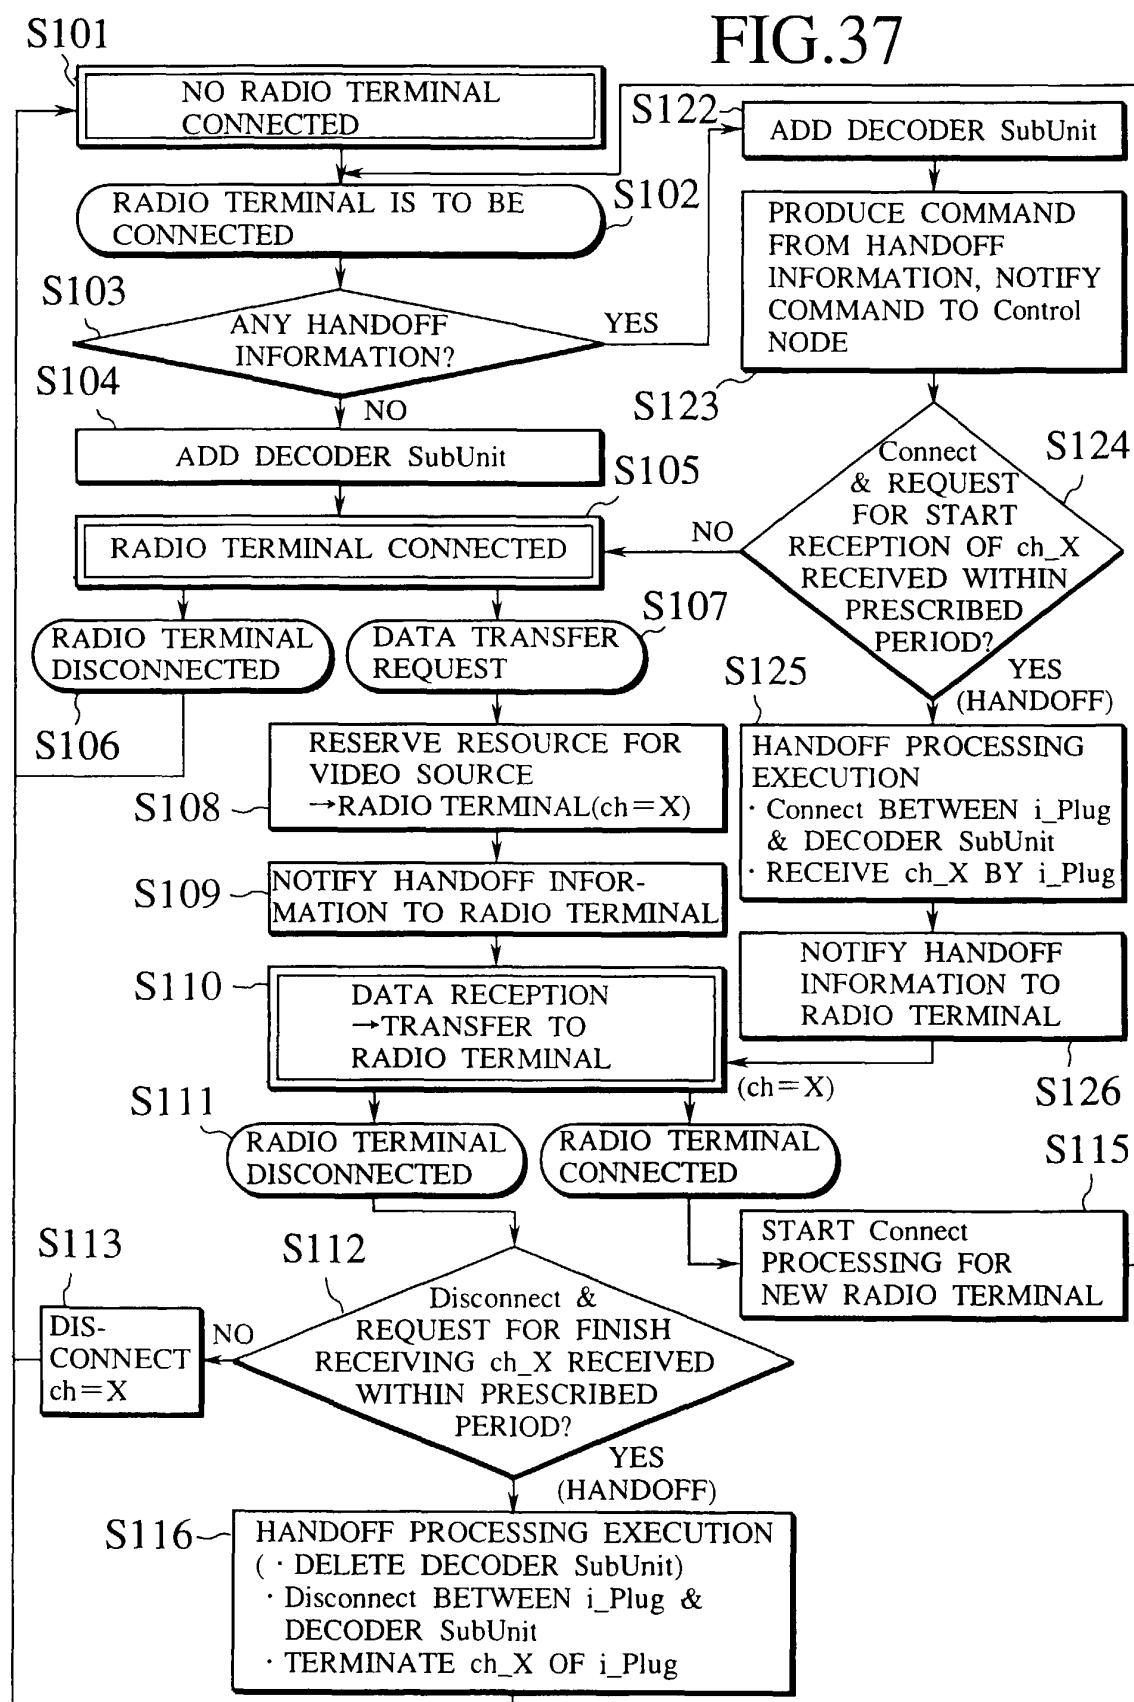 FIG.37
S101
NO RADIO TERMINAL
CONNECTED
S102
RADIO TERMINAL IS TO BE
CONNECTED
S103
ANY HANDOFF
INFORMATION?
YES
NO
S104
ADD DECODER SubUnit
S105
RADIO TERMINAL CONNECTED
RADIO TERMINAL
DISCONNECTED
S106
S107
DATA TRANSFER
REQUEST
S108
RESERVE RESOURCE FOR
VIDEO SOURCE
→RADIO TERMINAL(ch=X)
S109
NOTIFY HANDOFF INFOR-
MATION TO RADIO TERMINAL
S110
DATA RECEPTION
→TRANSFER TO
RADIO TERMINAL
S122
ADD DECODER SubUnit
PRODUCE COMMAND
FROM HANDOFF
INFORMATION, NOTIFY
COMMAND TO Control
NODE
S123
S124
Connect
& REQUEST
FOR START
RECEPTION OF ch_X
RECEIVED WITHIN
PRESCRIBED
PERIOD?
NO
YES
(HANDOFF)
S125
HANDOFF PROCESSING
EXECUTION
· Connect BETWEEN i_Plug
& DECODER SubUnit
· RECEIVE ch_X BY i_Plug
NOTIFY HANDOFF
INFORMATION TO
RADIO TERMINAL
S126
(ch=X)
S111
RADIO TERMINAL
DISCONNECTED
RADIO TERMINAL
CONNECTED
S115
START Connect
PROCESSING FOR
NEW RADIO TERMINAL
S112
Disconnect &
REQUEST FOR FINISH
RECEIVING ch_X RECEIVED
WITHIN PRESCRIBED
PERIOD?
NO
S113
DIS-
CONNECT
ch=X
YES
(HANDOFF)
S116
HANDOFF PROCESSING EXECUTION
( · DELETE DECODER SubUnit)
· Disconnect BETWEEN i_Plug &
DECODER SubUnit
· TERMINATE ch_X OF i_Plug